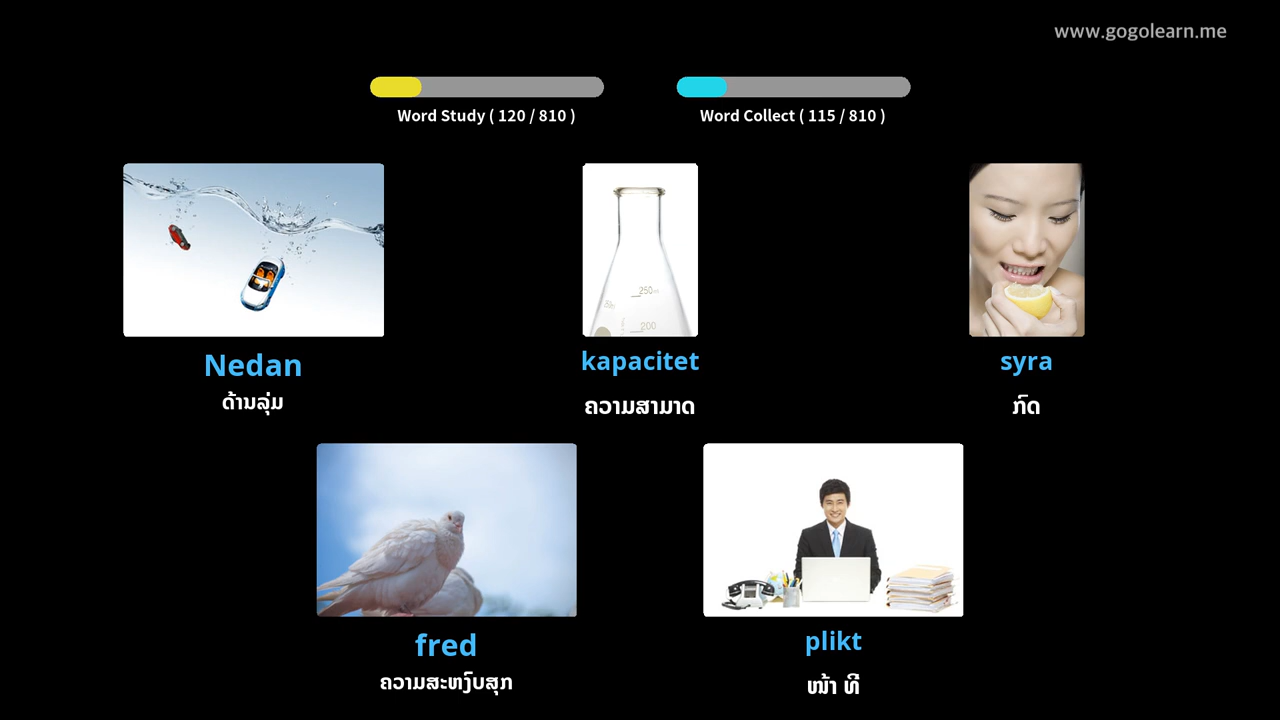 www.gogolearn.me
Word Study ( 120 / 810 )
Word Collect ( 115 / 810 )
Nedan
ດ້ານລຸ່ມ
kapacitet
ຄວາມສາມາດ
syra
ກົດ
fred
ຄວາມສະຫງົບສຸກ
plikt
ໜ້າ ທີ